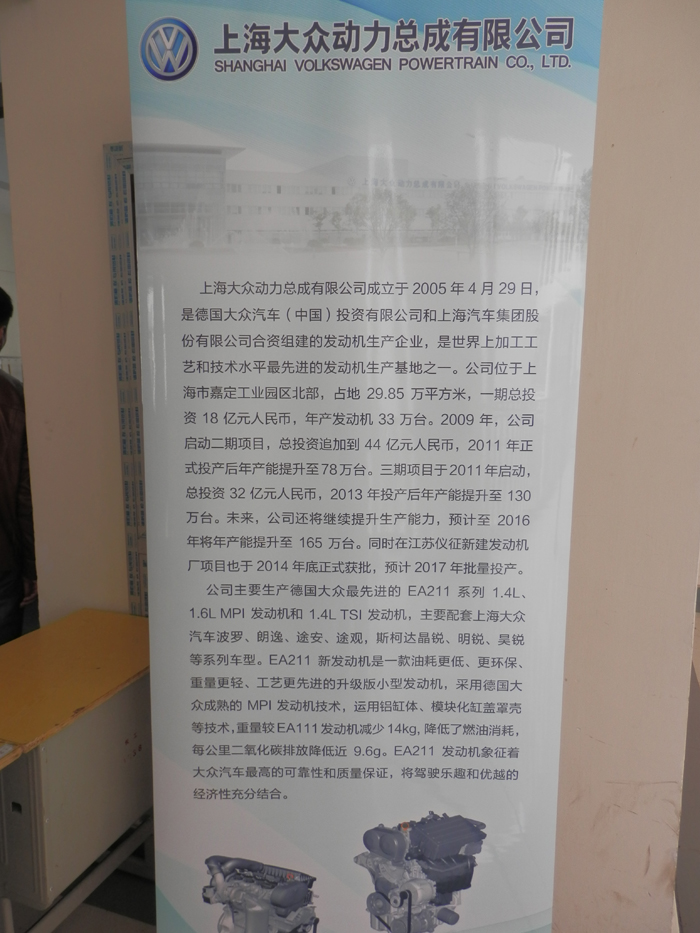 上海大众动力总成有限公司
SHANGHAI VOLKSWAGEN POWERTRAIN CO., LTD.
上海大众动力总成有限公司成立于 2005 年 4 月 29 日，
是德国大众汽车（中国）投资有限公司和上海汽车集团股
份有限公司合资组建的发动机生产企业，是世界上加工工
艺和技术水平最先进的发动机生产基地之一。公司位于上
海市嘉定工业园区北部，占地 29.85 万平方米，一期总投
资 18 亿元人民币，年产发动机 33 万台。2009 年，公司
启动二期项目，总投资追加到 44 亿元人民币，2011 年正
式投产后年产能提升至78万台。三期项目于2011年启动，
总投资 32 亿元人民币，2013 年投产后年产能提升至 130
万台。未来，公司还将继续提升生产能力，预计至 2016
年将年产能提升至 165 万台。同时在江苏仪征新建发动机
厂项目也于 2014 年底正式获批，预计 2017 年批量投产。
公司主要生产德国大众最先进的 EA211 系列 1.4L、
1.6L MPI 发动机和 1.4L TSI 发动机，主要配套上海大众
汽车波罗、朗逸、途安、途观，斯柯达晶锐、明锐、昊锐
等系列车型。EA211 新发动机是一款油耗更低、更环保、
重量更轻、工艺更先进的升级版小型发动机，采用德国大
众成熟的 MPI 发动机技术，运用铝缸体、模块化缸盖罩壳
等技术，重量较EA111发动机减少14kg，降低了燃油消耗，
每公里二氧化碳排放降低近 9.6g。EA211 发动机象征着
大众汽车最高的可靠性和质量保证，将驾驶乐趣和优越的
经济性充分结合。